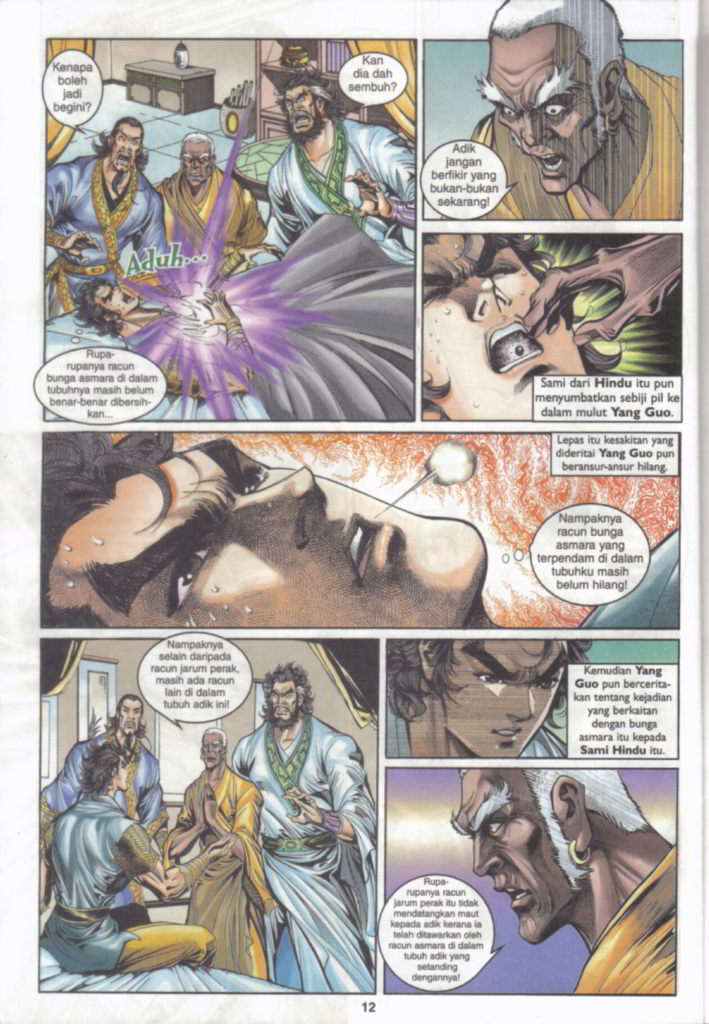 Kenapa
boleh
jadi
begini?
Kan
dia dah
sembuh?
Aduh...
Rupa-
rupanya racun
bunga asmara di dalam
tubuhnya masih belum
benar-benar dibersih-
kan...
Adik
jangan
berfikir yang
bukan-bukan
sekarang!
Sami dari Hindu itu pun
menyumbatkan sebiji pil ke
dalam mulut Yang Guo.
Lepas itu kesakitan yang
dideritai Yang Guo pun
beransur-ansur hilang.
Nampaknya
racun bunga
asmara yang
terpendam di dalam
tubuhku masih
belum hilang!
Nampaknya
selain daripada
racun jarum perak,
masih ada racun
lain di dalam
tubuh adik ini!
Kemudian Yang
Guo pun bercerita-
kan tentang kejadian
yang berkaitan
dengan bunga
asmara itu kepada
Sami Hindu itu.
Rupa-
rupanya racun
jarum perak itu tidak
mendatangkan maut
kepada adik kerana ia
telah ditawarkan oleh
racun asmara di dalam
tubuh adik yang
setanding
dengannya!
12